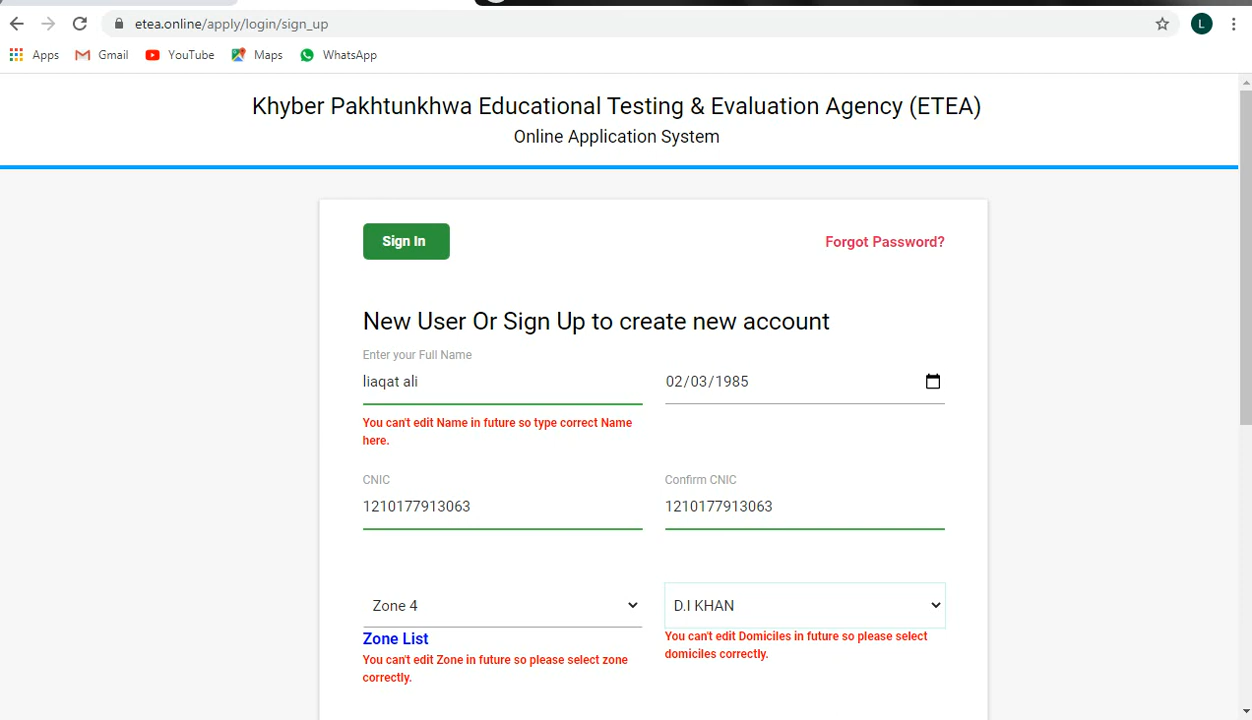 etea.online/apply/login/sign_up
L
Apps Gmail YouTube Maps WhatsApp
Khyber Pakhtunkhwa Educational Testing & Evaluation Agency (ETEA)
Online Application System
Sign In
Forgot Password?
New User Or Sign Up to create new account
Enter your Full Name
liaqat ali
02/03/1985
You can't edit Name in future so type correct Name
here.
CNIC
Confirm CNIC
1210177913063
1210177913063
Zone 4
D.I KHAN
Zone List
You can't edit Zone in future so please select zone
correctly.
You can't edit Domiciles in future so please select
domiciles correctly.